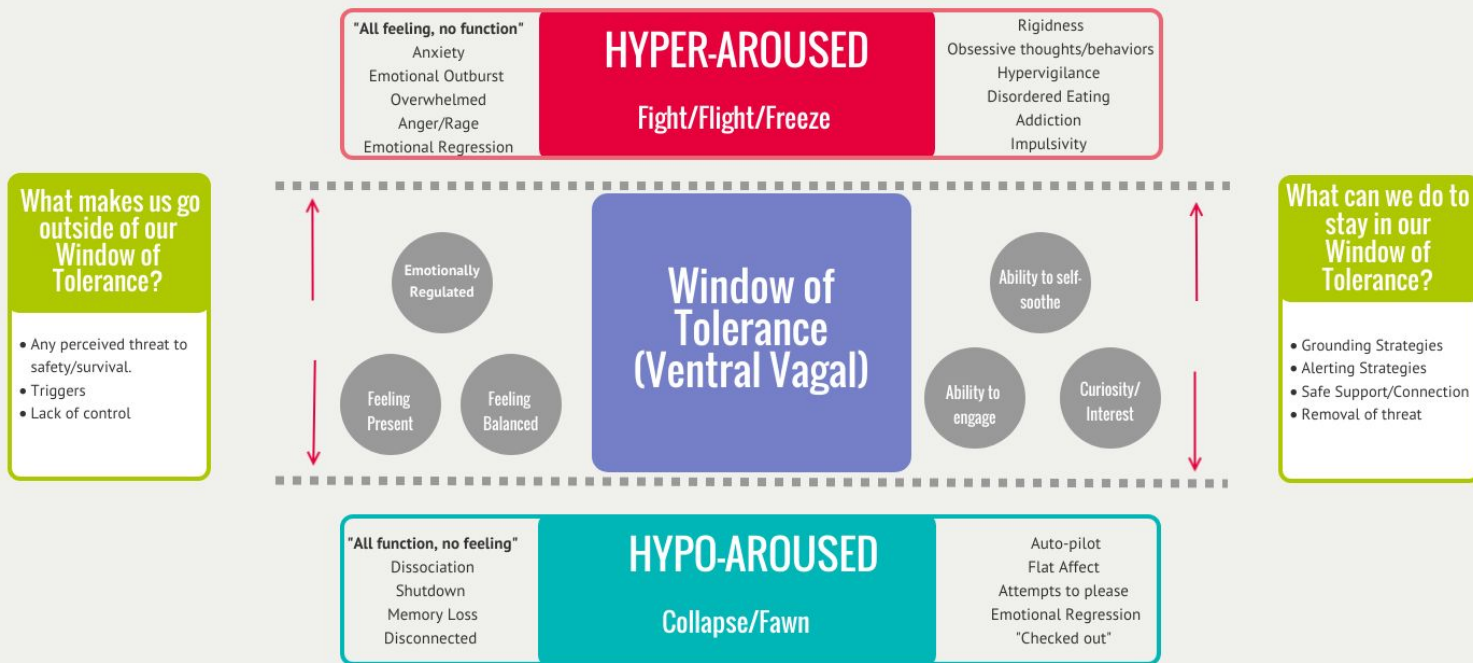 "All feeling, no function"
Anxiety
Emotional Outburst
Overwhelmed
Anger/Rage
Emotional Regression
HYPER-AROUSED
Fight/Flight/Freeze
Rigidness
Obsessive thoughts/behaviors
Hypervigilance
Disordered Eating
Addiction
Impulsivity
What makes us go
outside of our
Window of
Tolerance?
• Any perceived threat to
safety/survival.
• Triggers
• Lack of control
Emotionally
Regulated
Feeling
Present
Feeling
Balanced
Window of
Tolerance
(Ventral Vagal)
Ability to self-
soothe
Ability to
engage
Curiosity/
Interest
What can we do to
stay in our
Window of
Tolerance?
• Grounding Strategies
• Alerting Strategies
• Safe Support/Connection
• Removal of threat
"All function, no feeling"
Dissociation
Shutdown
Memory Loss
Disconnected
HYPO-AROUSED
Collapse/Fawn
Auto-pilot
Flat Affect
Attempts to please
Emotional Regression
"Checked out"